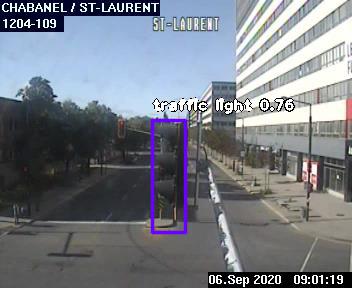 CHABANEL / ST-LAURENT
1204-109
ST-LAURENT
traffic light 0.76
06.Sep 2020 09:01:19